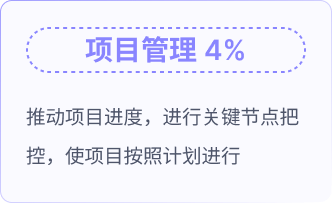 项目管理 4%
推动项目进度，进行关键节点把
控，使项目按照计划进行